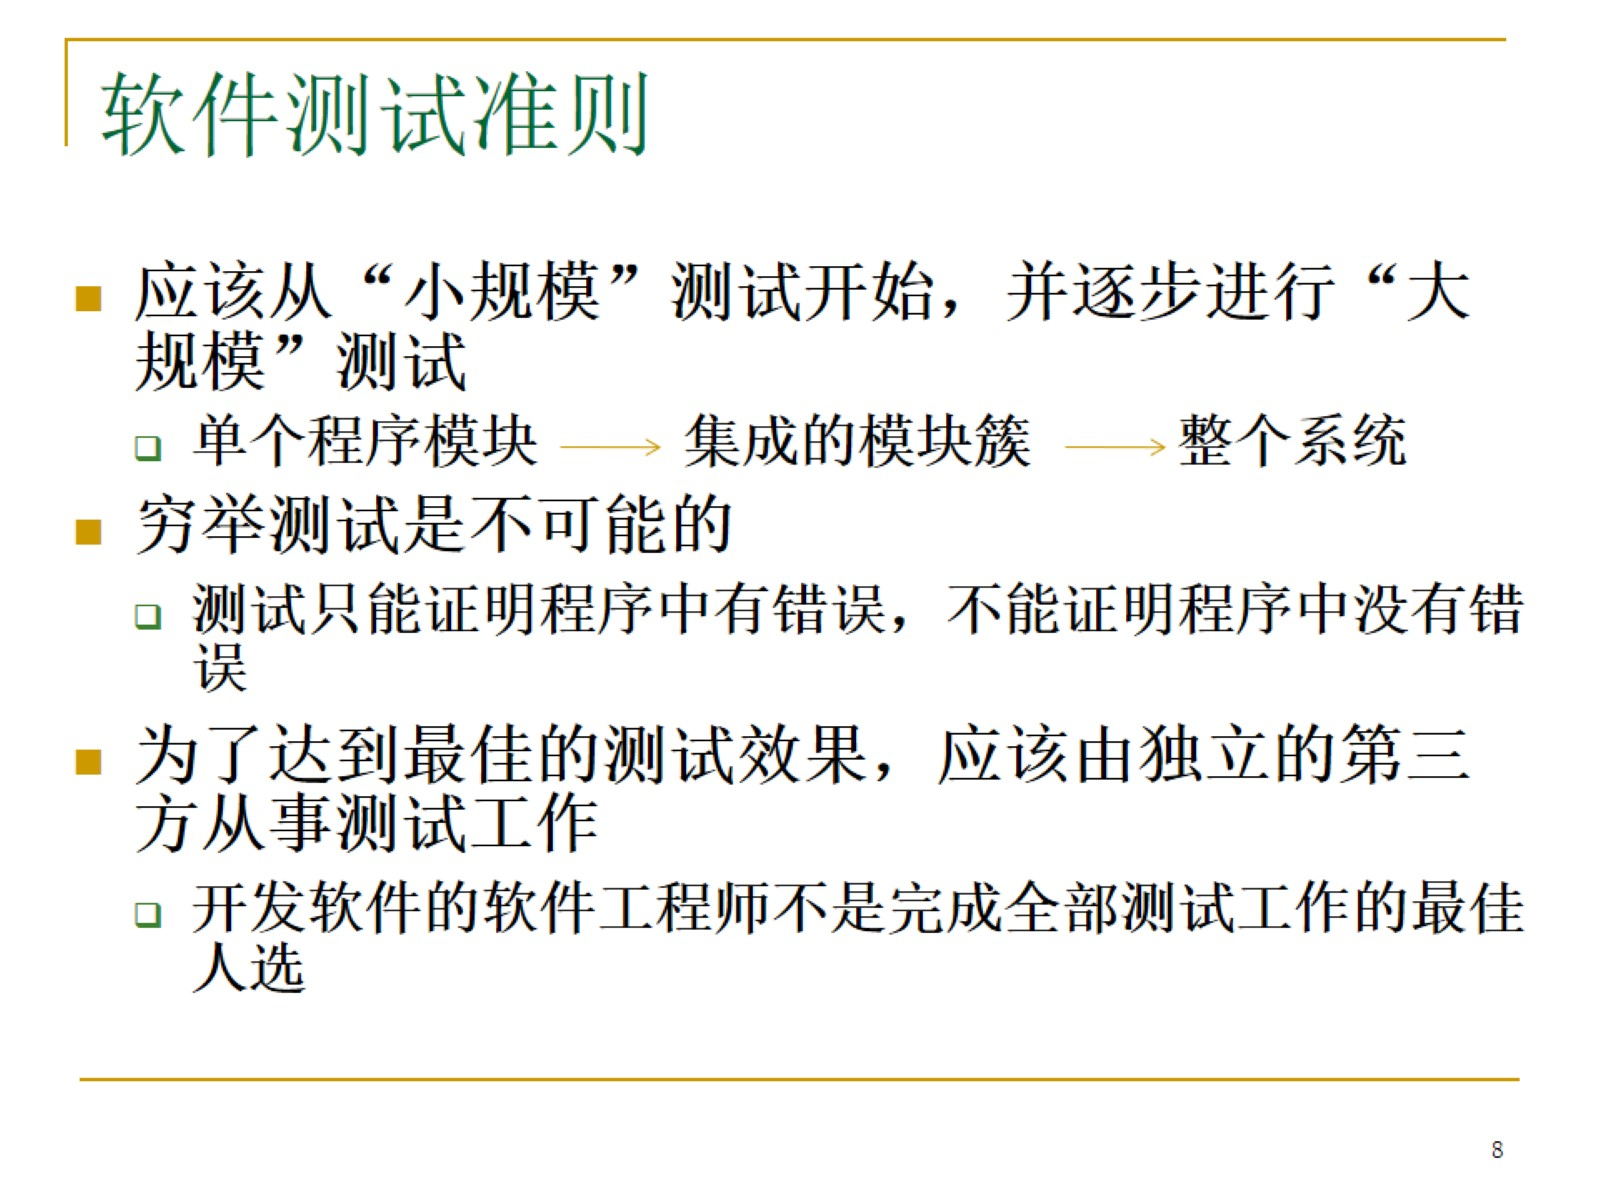 软件测试准则
应该从“小规模”测试开始，并逐步进行“大
规模”测试
单个程序模块 → 集成的模块簇 → 整个系统
穷举测试是不可能的
测试只能证明程序中有错误，不能证明程序中没有错
误
为了达到最佳的测试效果，应该由独立的第三
方从事测试工作
开发软件的软件工程师不是完成全部测试工作的最佳
人选
8